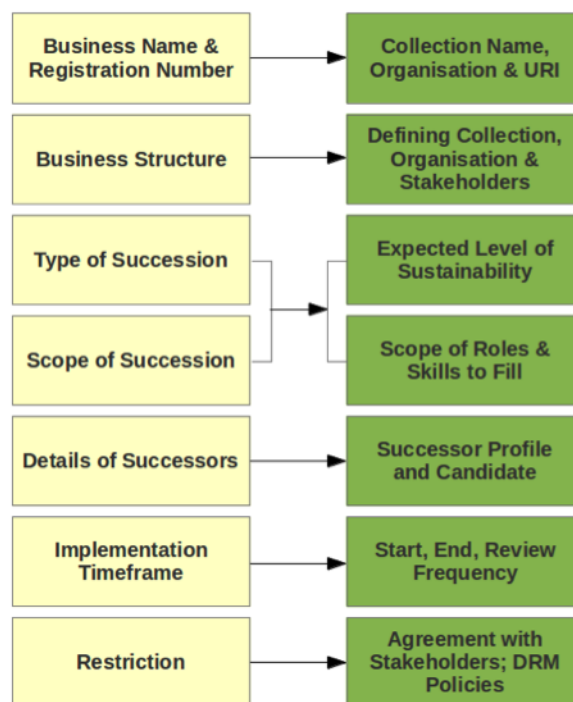 Business Name &
Registration Number
Collection Name,
Organisation & URI
Business Structure
Defining Collection,
Organisation &
Stakeholders
Type of Succession
Expected Level of
Sustainability
Scope of Succession
Scope of Roles &
Skills to Fill
Details of Successors
Successor Profile
and Candidate
Implementation
Timeframe
Start, End, Review
Frequency
Restriction
Agreement with
Stakeholders; DRM
Policies